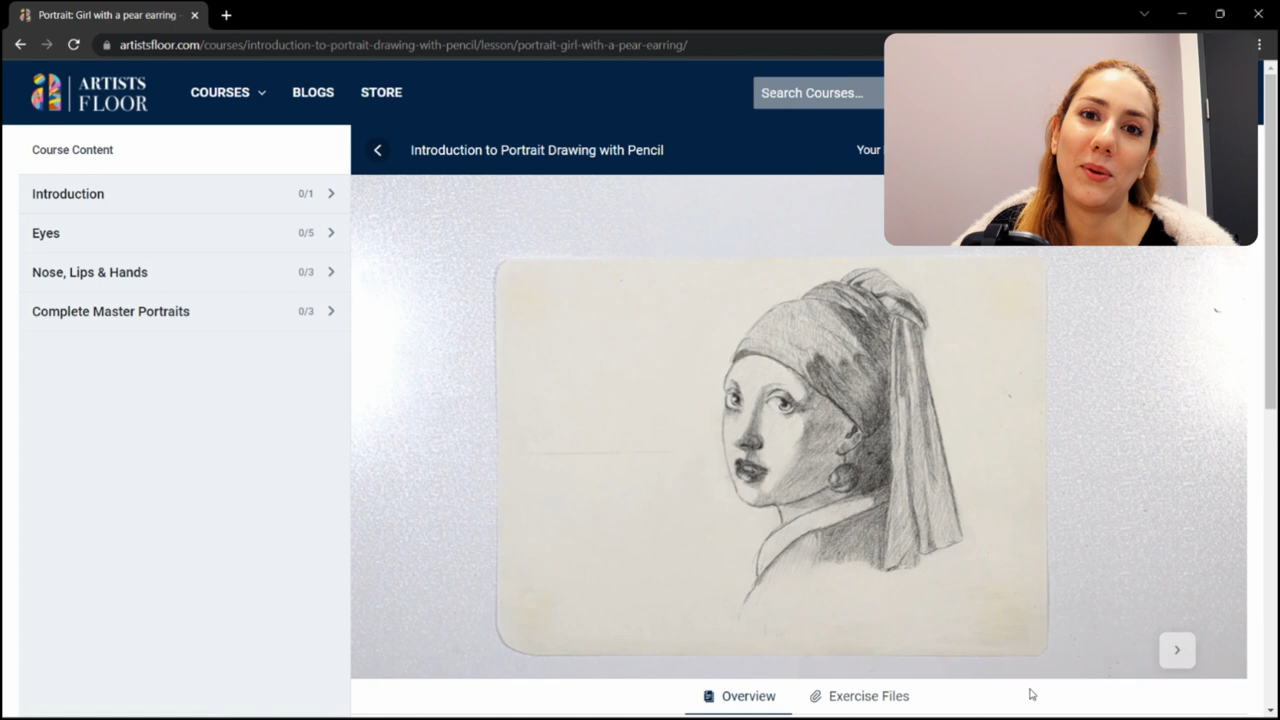 Portrait: Girl with a pear earring
artistsfloor.com/courses/introduction-to-portrait-drawing-with-pencil/lesson/portrait-girl-with-a-pear-earring/
ARTISTS
FLOOR
COURSES
BLOGS
STORE
Search Courses...
Course Content
Introduction to Portrait Drawing with Pencil
Your
Introduction 0/1
Eyes 0/5
Nose, Lips & Hands 0/3
Complete Master Portraits 0/3
Overview
Exercise Files